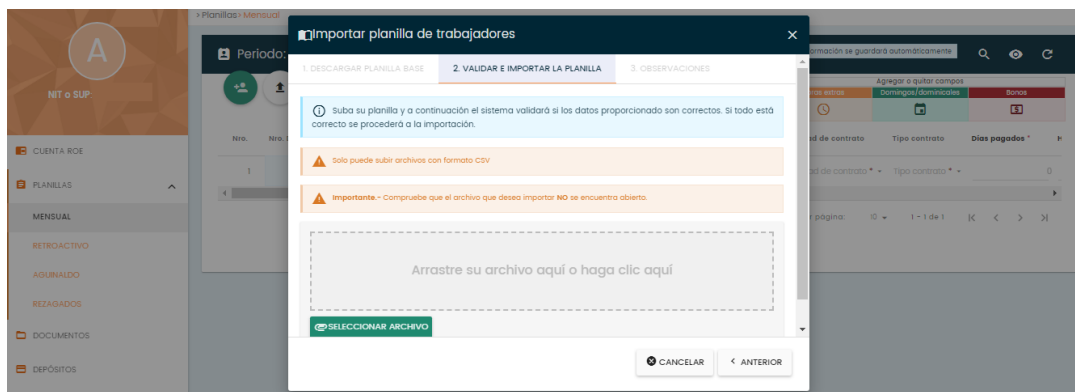 >Planillas>Mensual
A
NIT o SUP:
CUENTA ROE
PLANILLAS
MENSUAL
RETROACTIVO
AGUINALDO
REZAGADOS
DOCUMENTOS
DEPÓSITOS
Periodo:
ormación se guardará automáticamente
Agregar o quitar campos
ras extras
Domingos/dominicales
Bonos
Nro.
Nro.
ad de contrato
Tipo contrato
Días pagados *
1
ad de contrato *
Tipo contrato *
0
r página:
10
1 - 1 de 1
Importar planilla de trabajadores
1. DESCARGAR PLANILLA BASE
2. VALIDAR E IMPORTAR LA PLANILLA
3. OBSERVACIONES
Suba su planilla y a continuación el sistema validará si los datos proporcionado son correctos. Si todo está
correcto se procederá a la importación.
Solo puede subir archivos con formato CSV
Importante.- Compruebe que el archivo que desea importar NO se encuentra abierto.
Arrastre su archivo aquí o haga clic aquí
SELECCIONAR ARCHIVO
CANCELAR
ANTERIOR